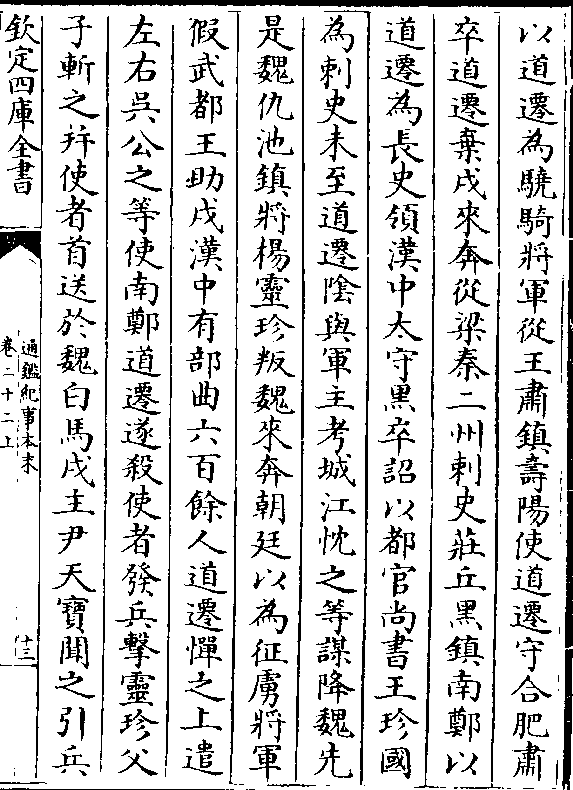 以道遷為驍騎將軍從王肅鎮壽陽使道遷守合肥肅
卒道遷棄戍來奔從梁秦二州刺史莊丘黑鎮南鄭以
道遷為長史領漢中太守黑卒詔以都官尚書王珍國
為刺史未至道遷陰與軍主考城江忱之等謀降魏先
是魏仇池鎮將楊靈珍叛魏來奔朝廷以為征虜將軍
假武都王助戍漢中有部曲六百餘人道遷憚之上遣
左右吳公之等使南鄭道遷遂殺使者發兵擊靈珍父
子斬之并使者首送於魏白馬戍主尹天寶聞之引兵
欽定四庫全書
通鑑紀事本末
卷二十二上
十三